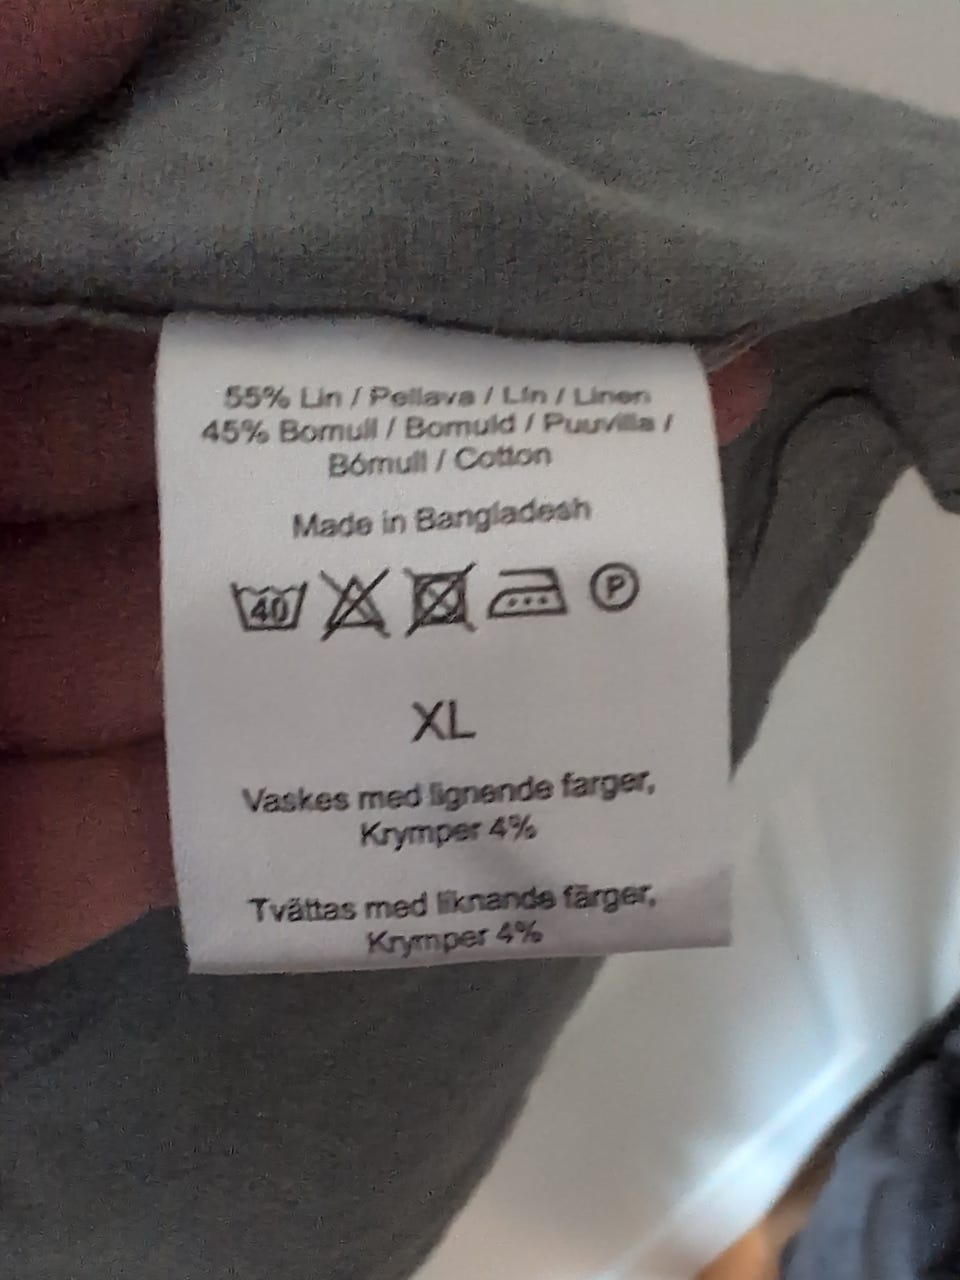 55% Lin / Pellava / Lín / Linen
45% Bomull / Bomuld / Puuvilla /
Bómull / Cotton
Made in Bangladesh
40 P
XL
Vaskes med lignende farger,
Krymper 4%
Tvättas med liknande färger,
Krymper 4%